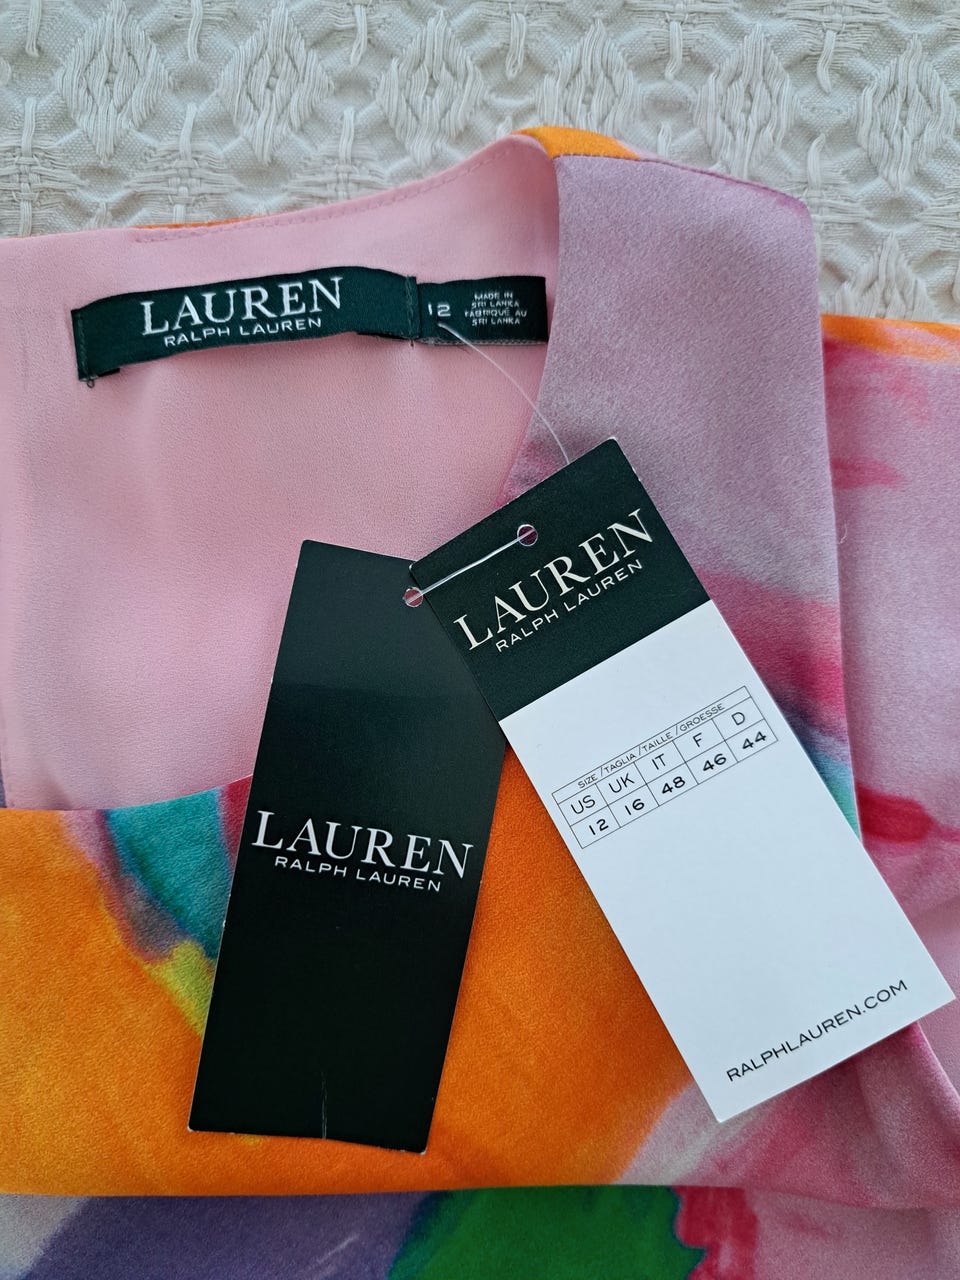 LAUREN
RALPH LAUREN
12
MADE IN
SRI LANKA
FABRIQUÉ AU
SRI LANKA
LAUREN
RALPH LAUREN
SIZE / TAGLIA / TAILLE / GROESSE
US UK IT F D
12 16 48 46 44
RALPHLAUREN.COM
LAUREN
RALPH LAUREN